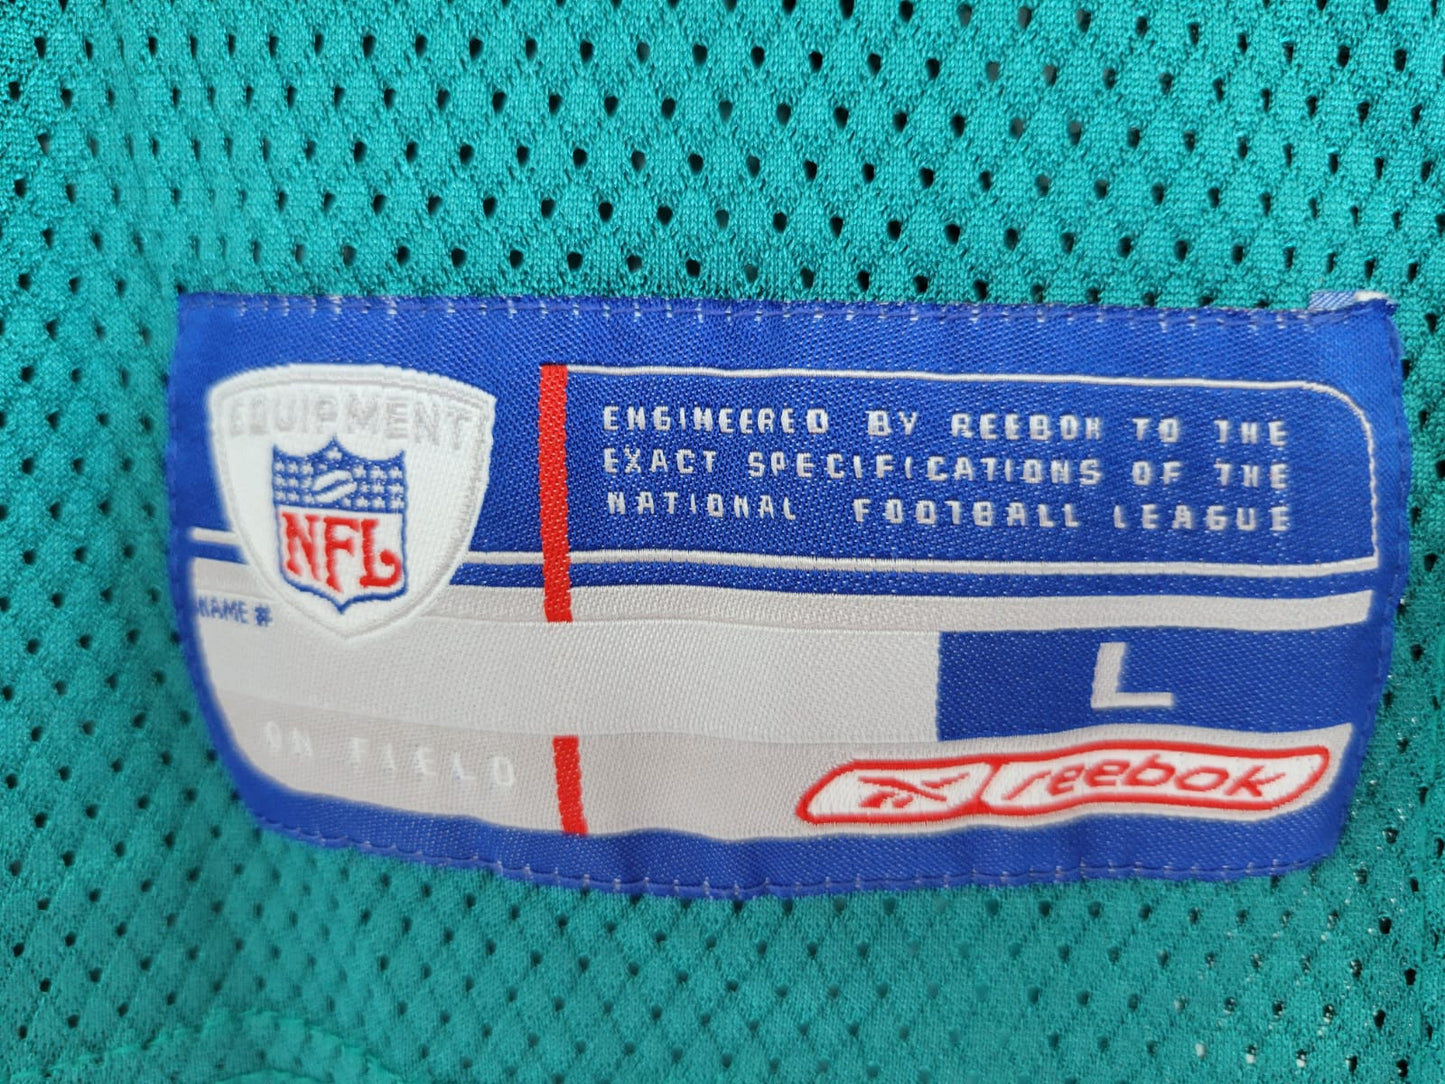 EQUIPMENT
NFL
ENGINEERED BY REEBOK TO THE
EXACT SPECIFICATIONS OF THE
NATIONAL FOOTBALL LEAGUE
NAME #
L
ON FIELD
Reebok